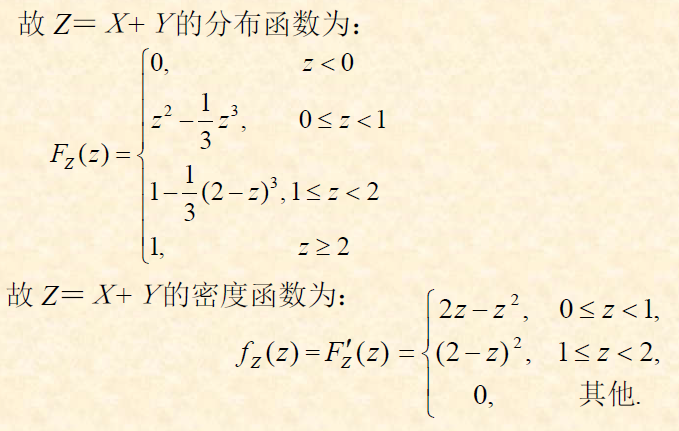 故 Z＝ X+ Y的分布函数为：
0, z < 0
z² − 1/3 z³, 0 ≤ z < 1
F_Z(z) =
1 − 1/3 (2 − z)³, 1 ≤ z < 2
1, z ≥ 2
故 Z＝ X+ Y的密度函数为：
2z − z², 0 ≤ z < 1,
f_Z(z) = F′_Z(z) = (2 − z)², 1 ≤ z < 2,
0, 其他.